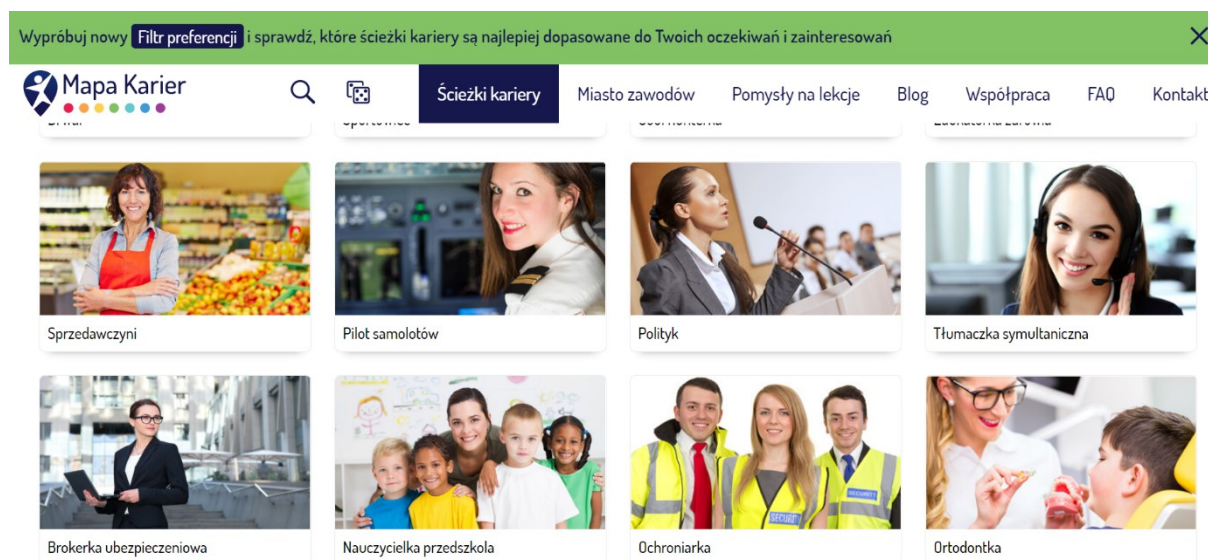 Wypróbuj nowy Filtr preferencji i sprawdź, które ścieżki kariery są najlepiej dopasowane do Twoich oczekiwań i zainteresowań
Mapa Karier
Ścieżki kariery
Miasto zawodów
Pomysły na lekcje
Blog
Współpraca
FAQ
Kontakt
Sprzedawczyni
Pilot samolotów
Polityk
Tłumaczka symultaniczna
SECURITY
Brokerka ubezpieczeniowa
Nauczycielka przedszkola
Ochroniarka
Ortodontka